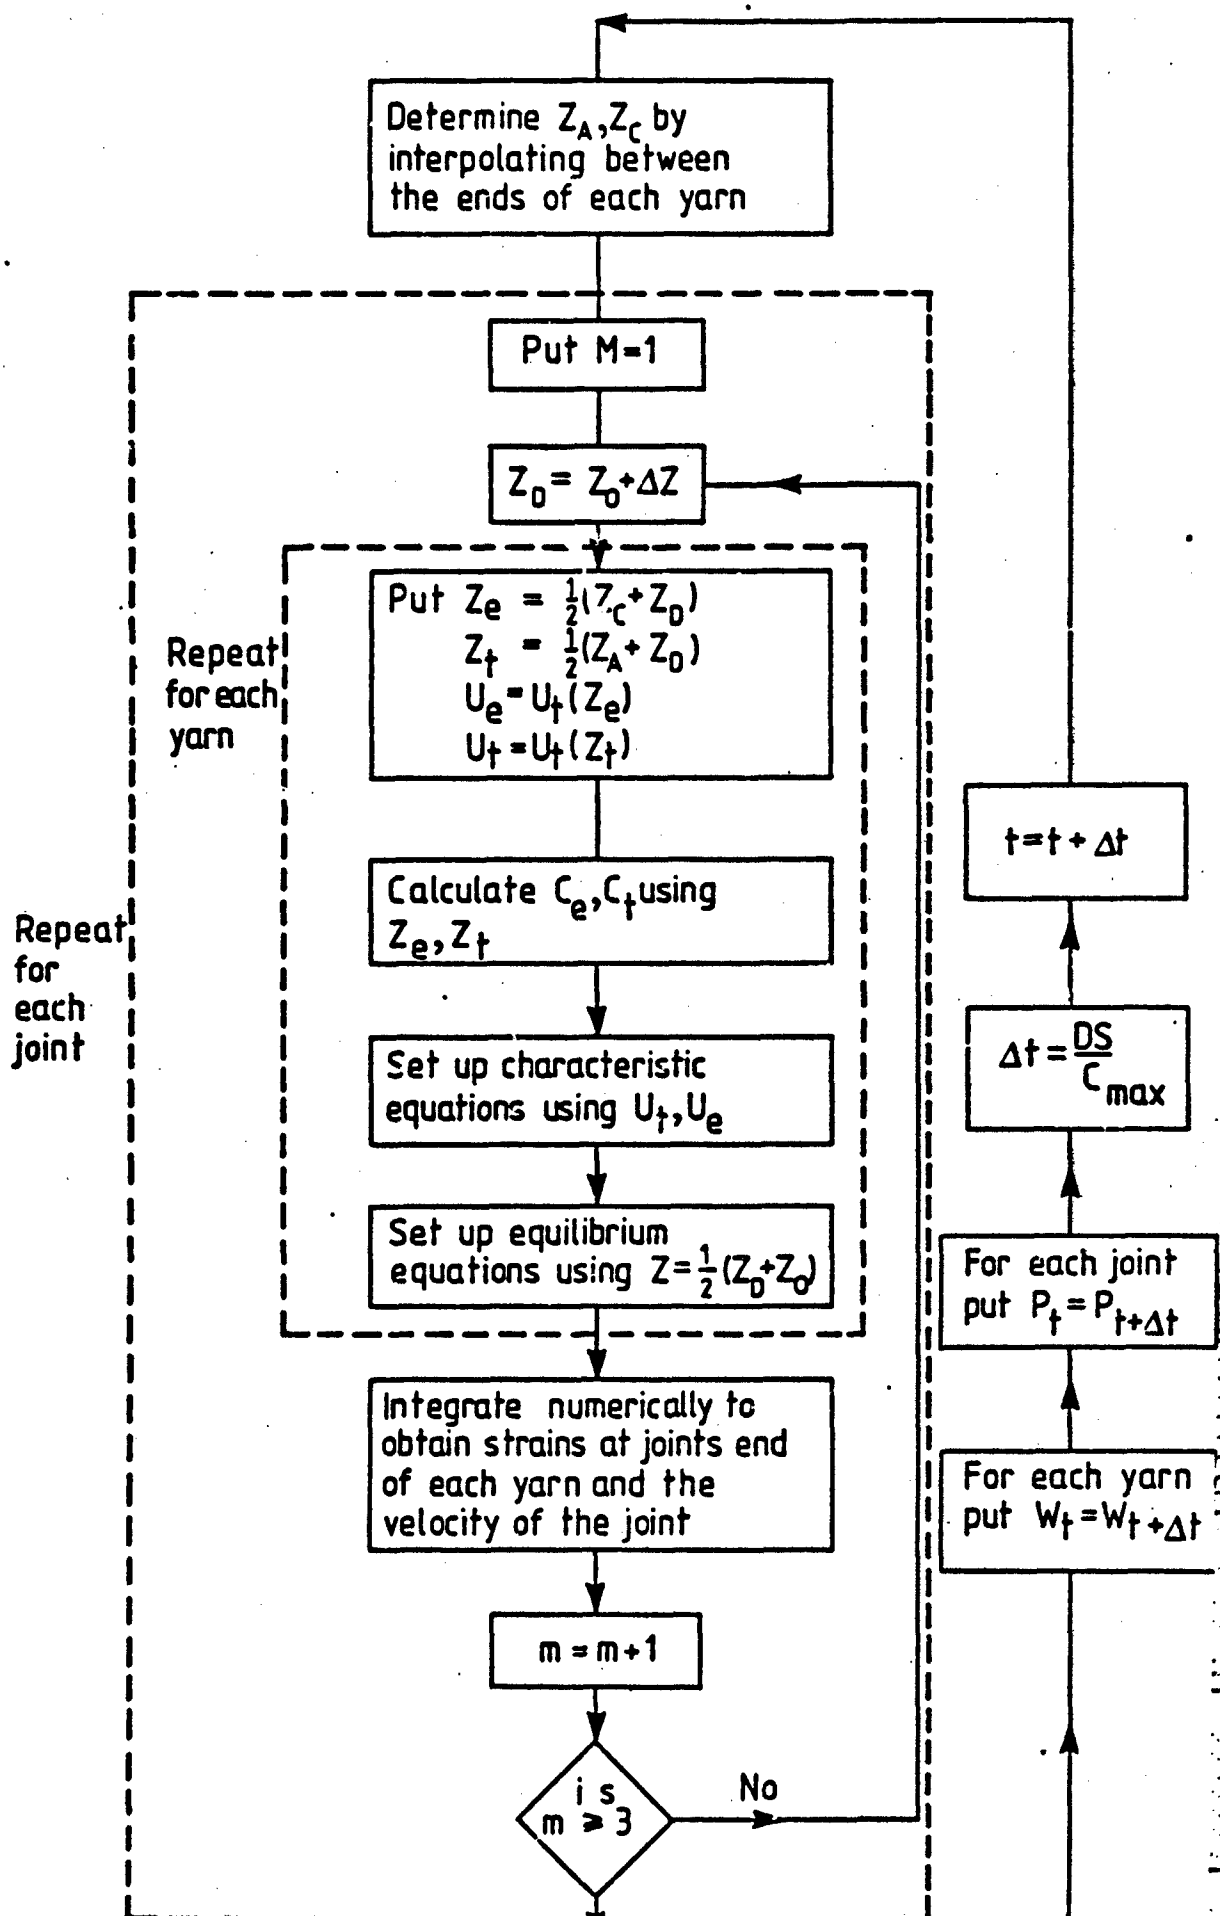 Determine Z_A, Z_C by
interpolating between
the ends of each yarn
Put M=1
Z_D = Z_O + ΔZ
Put Z_e = ½(Z_C + Z_D)
Z_t = ½(Z_A + Z_D)
U_e = U_t(Z_e)
U_t = U_t(Z_t)
Repeat
for each
yarn
Calculate C_e, C_t using
Z_e, Z_t
Repeat
for
each
joint
Set up characteristic
equations using U_t, U_e
Set up equilibrium
equations using Z = ½(Z_D + Z_O)
Integrate numerically to
obtain strains at joints end
of each yarn and the
velocity of the joint
m = m+1
is
m ⩾ 3
No
For each yarn
put W_t = W_t+Δt
For each joint
put P_t = P_t+Δt
Δt = DS/C_max
t = t + Δt